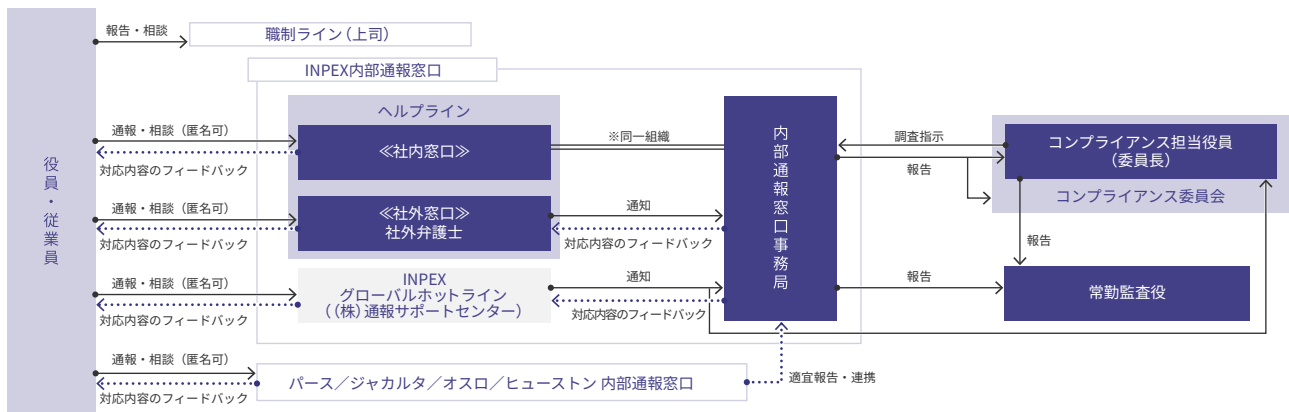 役員・従業員
報告・相談
職制ライン（上司）
INPEX内部通報窓口
ヘルプライン
通報・相談（匿名可）
対応内容のフィードバック
≪社内窓口≫
※同一組織
通報・相談（匿名可）
対応内容のフィードバック
≪社外窓口≫
社外弁護士
通知
対応内容のフィードバック
通報・相談（匿名可）
対応内容のフィードバック
INPEX
グローバルホットライン
（（株）通報サポートセンター）
通知
対応内容のフィードバック
通報・相談（匿名可）
対応内容のフィードバック
パース／ジャカルタ／オスロ／ヒューストン 内部通報窓口
適宜報告・連携
内部通報窓口事務局
調査指示
報告
コンプライアンス担当役員
（委員長）
コンプライアンス委員会
報告
報告
常勤監査役